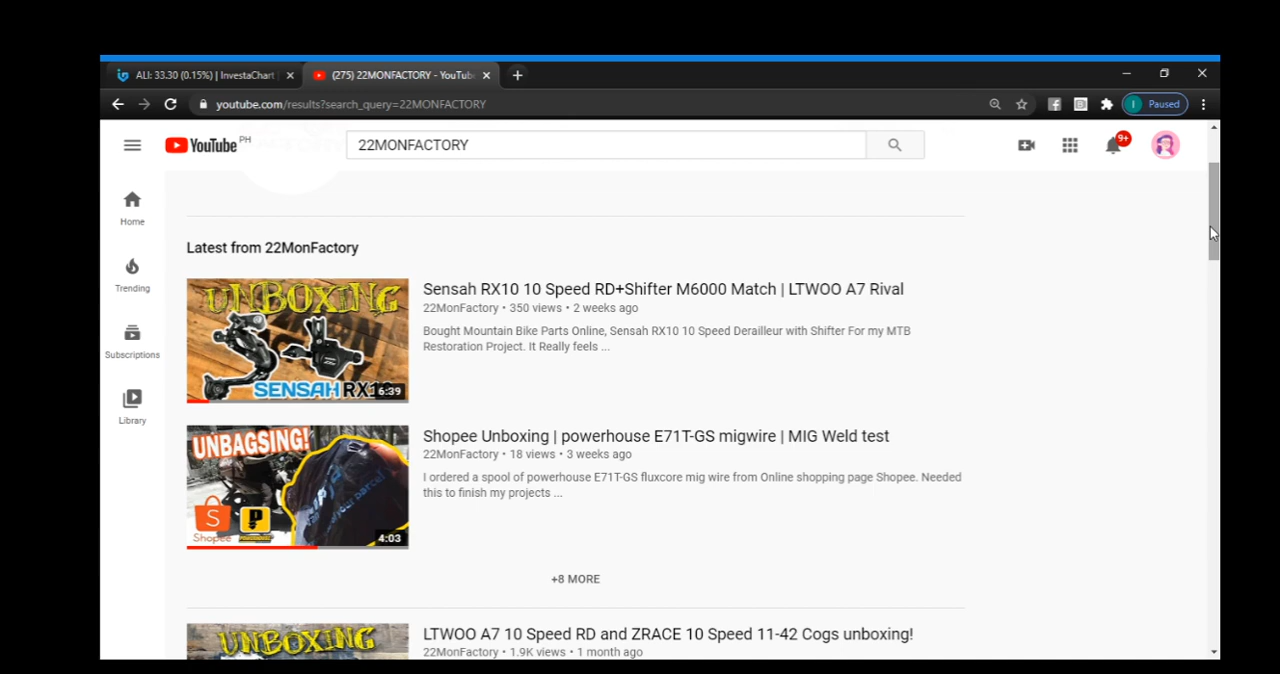 ALI: 33.30 (0.15%) | InvestaChart
(275) 22MONFACTORY - YouTub
youtube.com/results?search_query=22MONFACTORY
I
Paused
YouTube PH
22MONFACTORY
9+
Home
Trending
Subscriptions
Library
Latest from 22MonFactory
UNBOXING
SENSAH RX10
6:39
Sensah RX10 10 Speed RD+Shifter M6000 Match | LTWOO A7 Rival
22MonFactory • 350 views • 2 weeks ago
Bought Mountain Bike Parts Online, Sensah RX10 10 Speed Derailleur with Shifter For my MTB
Restoration Project. It Really feels ...
UNBAGSING!
your parcel
S
P
Shopee
4:03
Shopee Unboxing | powerhouse E71T-GS migwire | MIG Weld test
22MonFactory • 18 views • 3 weeks ago
I ordered a spool of powerhouse E71T-GS fluxcore mig wire from Online shopping page Shopee. Needed
this to finish my projects ...
+8 MORE
UNBOXING
LTWOO A7 10 Speed RD and ZRACE 10 Speed 11-42 Cogs unboxing!
22MonFactory • 1.9K views • 1 month ago